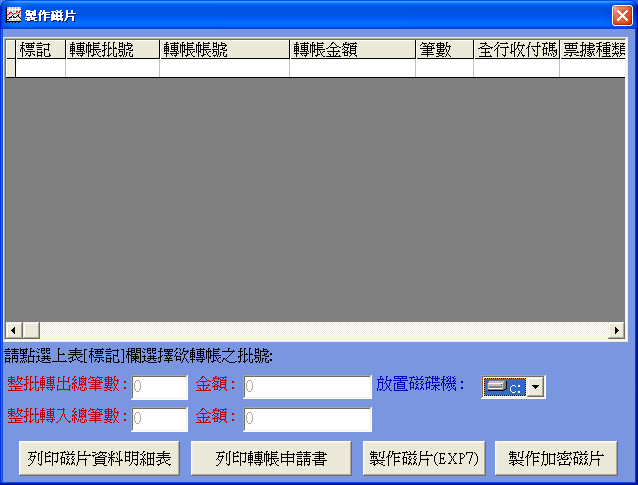 製作磁片
標記 轉帳批號 轉帳帳號 轉帳金額 筆數 全行收付碼 票據種類
請點選上表[標記]欄選擇欲轉帳之批號:
整批轉出總筆數: 0 金額: 0 放置磁碟機: c:
整批轉入總筆數: 0 金額: 0
列印磁片資料明細表 列印轉帳申請書 製作磁片(EXP7) 製作加密磁片